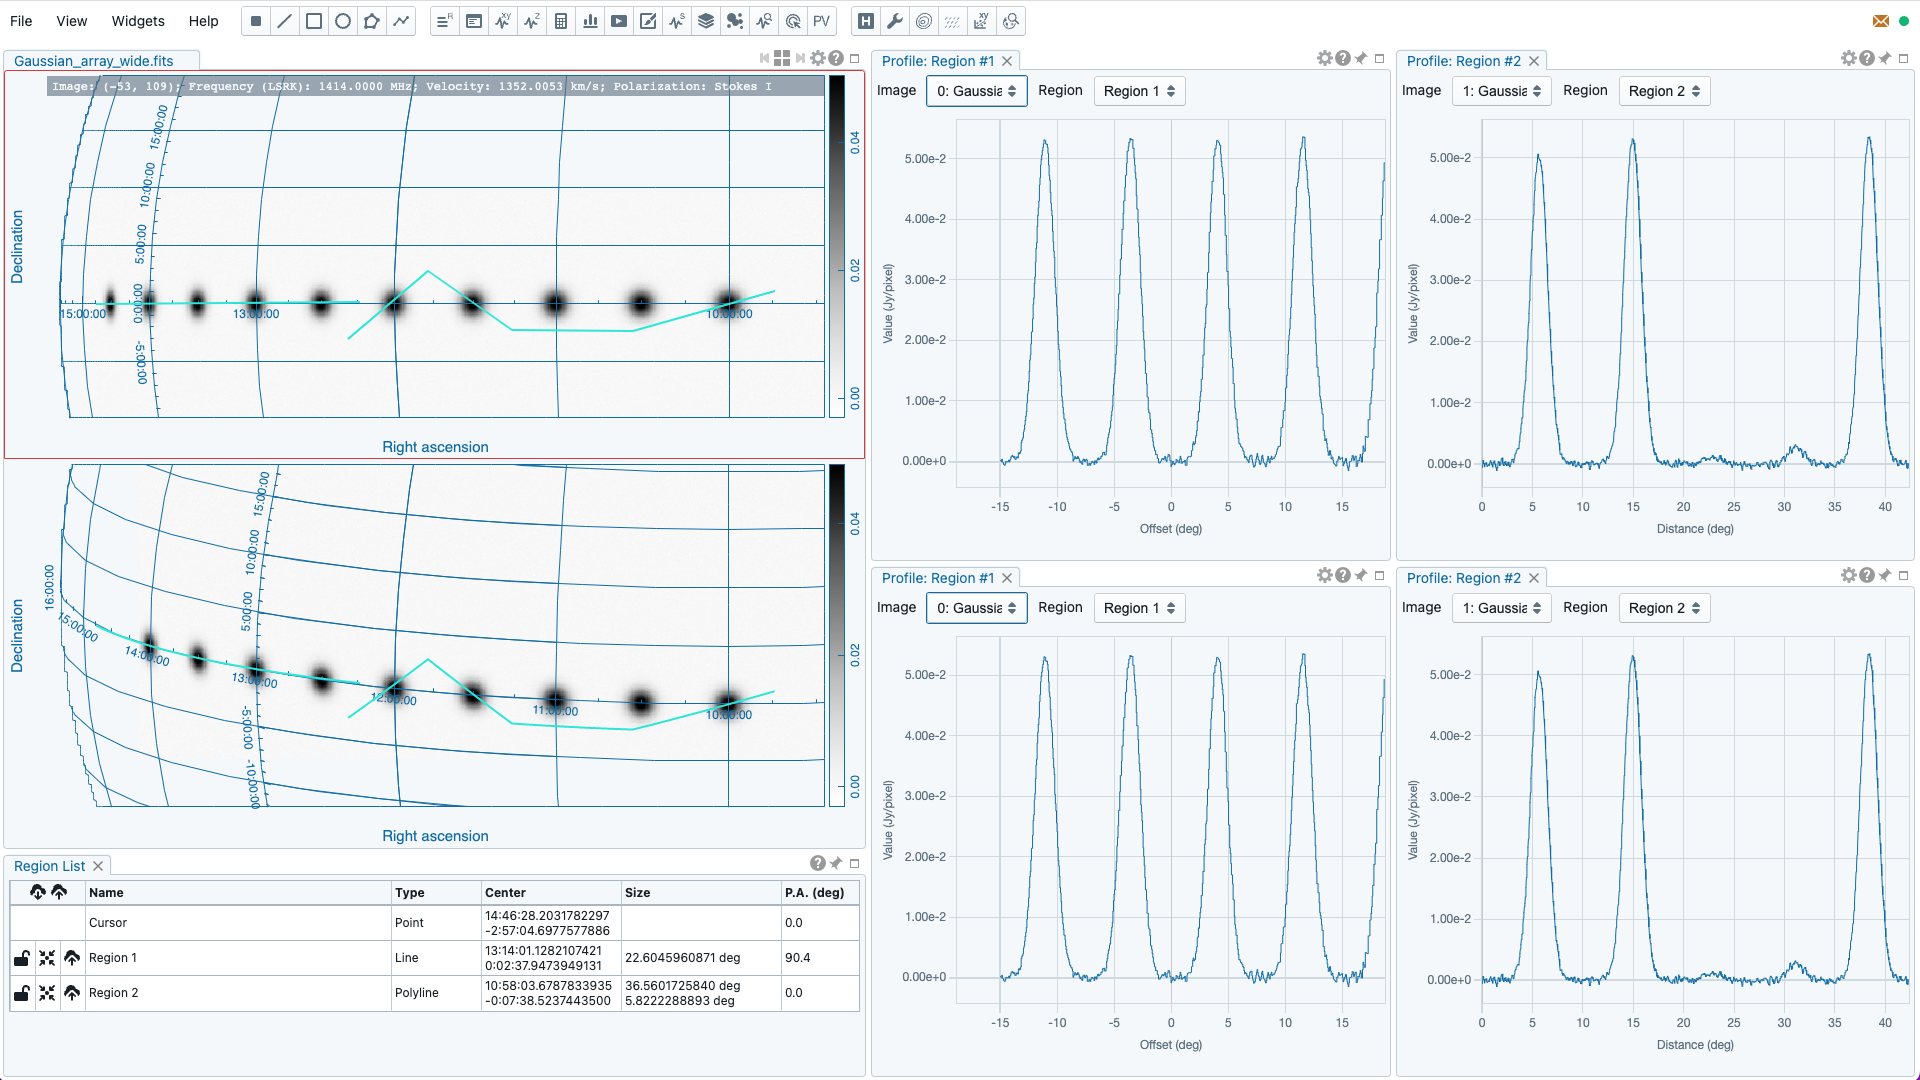 File View Widgets Help
R XY Z S PV H XY
Gaussian_array_wide.fits
Image: (-53, 109); Frequency (LSRK): 1414.0000 MHz; Velocity: 1352.0053 km/s; Polarization: Stokes I
Declination
15:00:00
10:00:00
5:00:00
0:00:00
-5:00:00
15:00:00 13:00:00 10:00:00
0.04
0.02
0.00
Right ascension
Declination
15:00:00
10:00:00
5:00:00
-5:00:00
-10:00:00
16:00:00
15:00:00
14:00:00
13:00:00
12:00:00
11:00:00
10:00:00
0.04
0.02
0.00
Right ascension
Region List
Name Type Center Size P.A. (deg)
Cursor Point 14:46:28.2031782297 0.0
-2:57:04.6977577886
Region 1 Line 13:14:01.1282107421 22.6045960871 deg 90.4
0:02:37.9473949131
Region 2 Polyline 10:58:03.6787833935 36.5601725840 deg 0.0
-0:07:38.5237443500 5.8222288893 deg
Profile: Region #1
Image 0: Gaussia Region Region 1
5.00e-2
4.00e-2
3.00e-2
2.00e-2
1.00e-2
0.00e+0
Value (Jy/pixel)
-15 -10 -5 0 5 10 15
Offset (deg)
Profile: Region #2
Image 1: Gaussia Region Region 2
5.00e-2
4.00e-2
3.00e-2
2.00e-2
1.00e-2
0.00e+0
Value (Jy/pixel)
0 5 10 15 20 25 30 35 40
Distance (deg)
Profile: Region #1
Image 0: Gaussia Region Region 1
5.00e-2
4.00e-2
3.00e-2
2.00e-2
1.00e-2
0.00e+0
Value (Jy/pixel)
-15 -10 -5 0 5 10 15
Offset (deg)
Profile: Region #2
Image 1: Gaussia Region Region 2
5.00e-2
4.00e-2
3.00e-2
2.00e-2
1.00e-2
0.00e+0
Value (Jy/pixel)
0 5 10 15 20 25 30 35 40
Distance (deg)